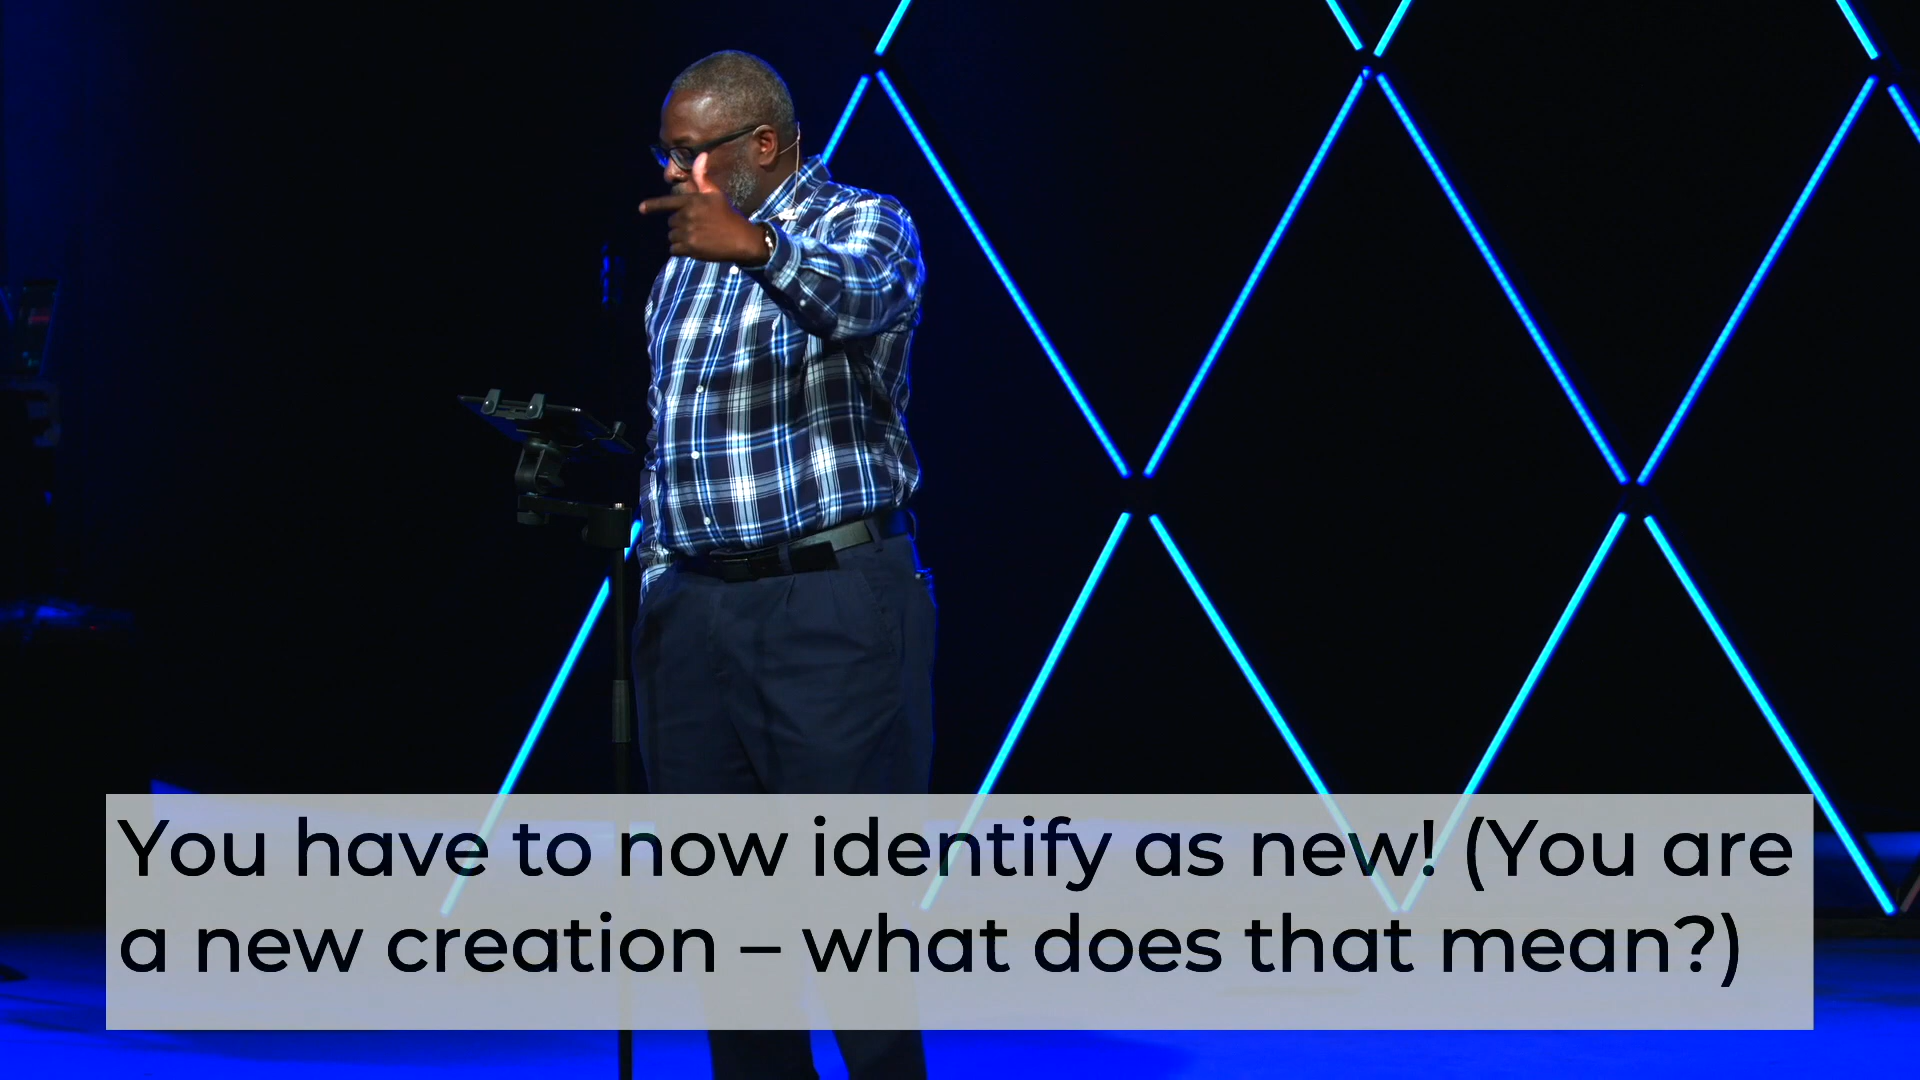 You have to now identify as new! (You are
a new creation – what does that mean?)